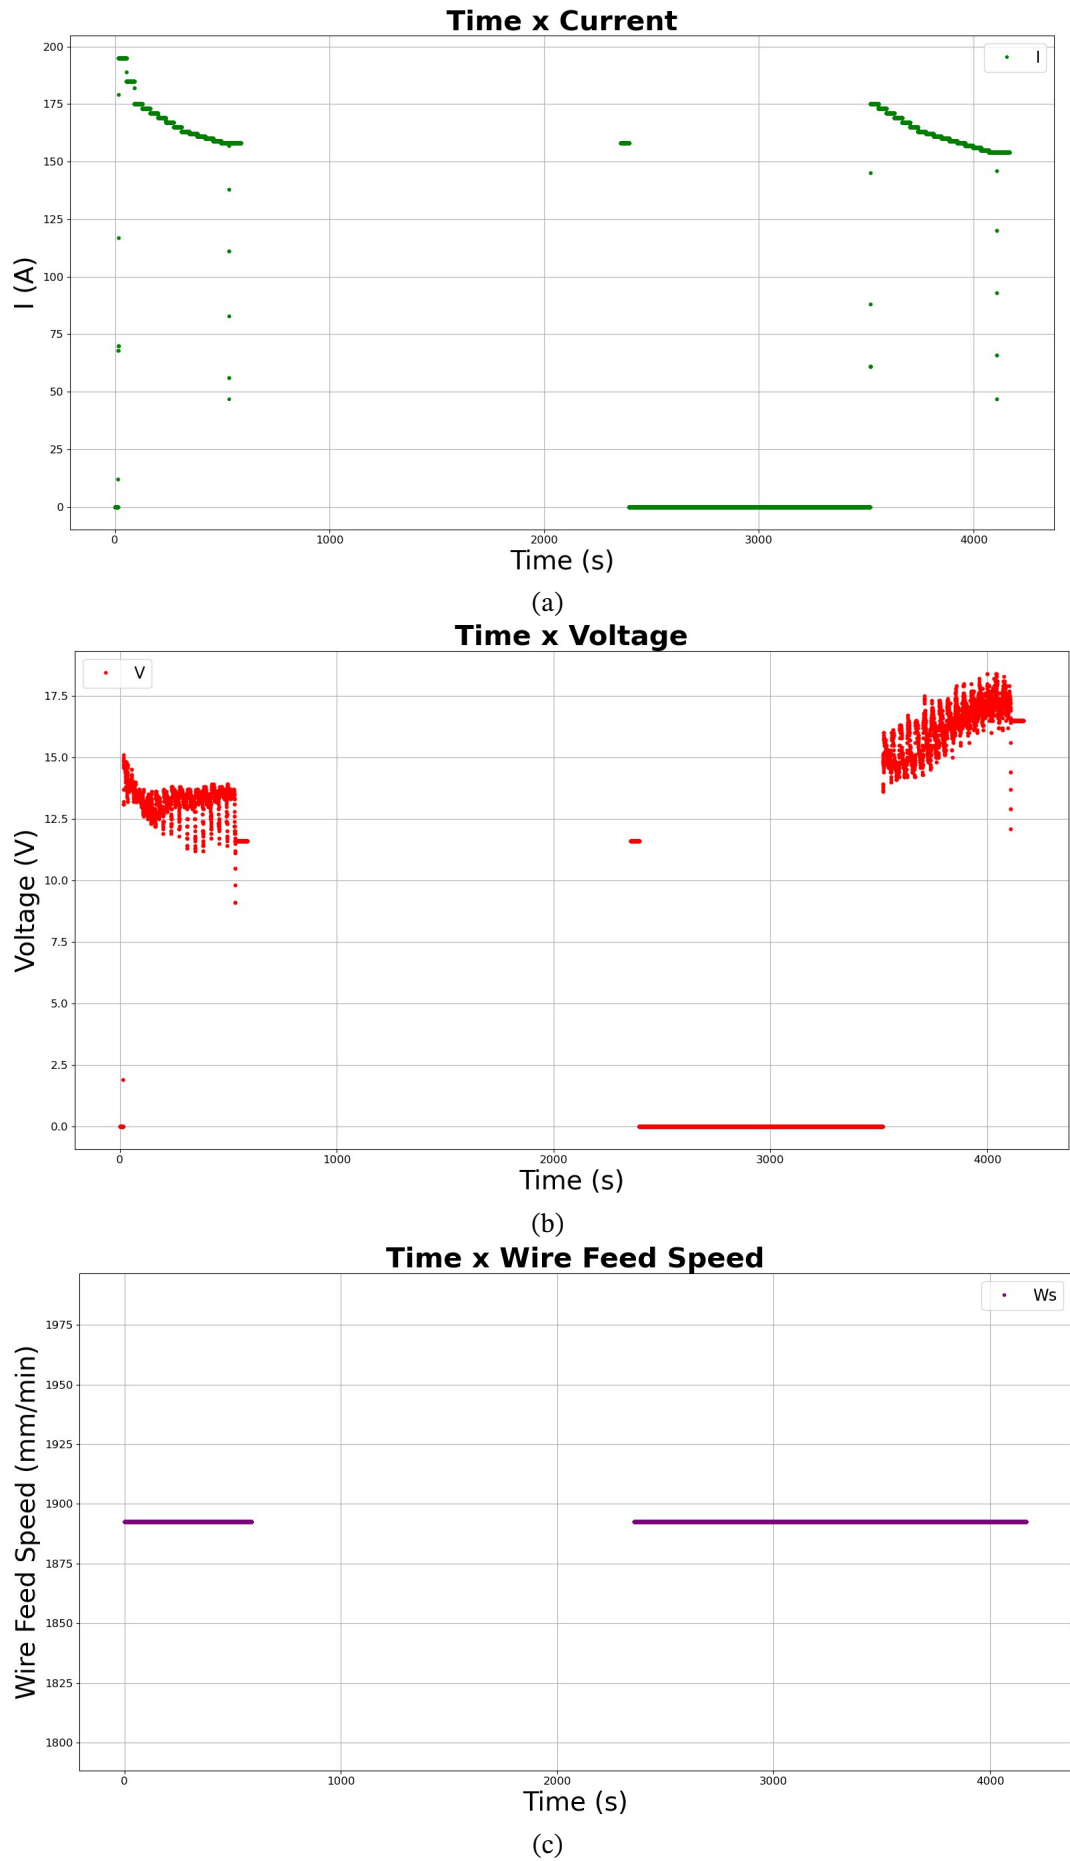 Time x Current
I
200
175
150
125
100
75
50
25
0
I (A)
0 1000 2000 3000 4000
Time (s)
(a)
Time x Voltage
V
17.5
15.0
12.5
10.0
7.5
5.0
2.5
0.0
Voltage (V)
0 1000 2000 3000 4000
Time (s)
(b)
Time x Wire Feed Speed
Ws
1975
1950
1925
1900
1875
1850
1825
1800
Wire Feed Speed (mm/min)
0 1000 2000 3000 4000
Time (s)
(c)